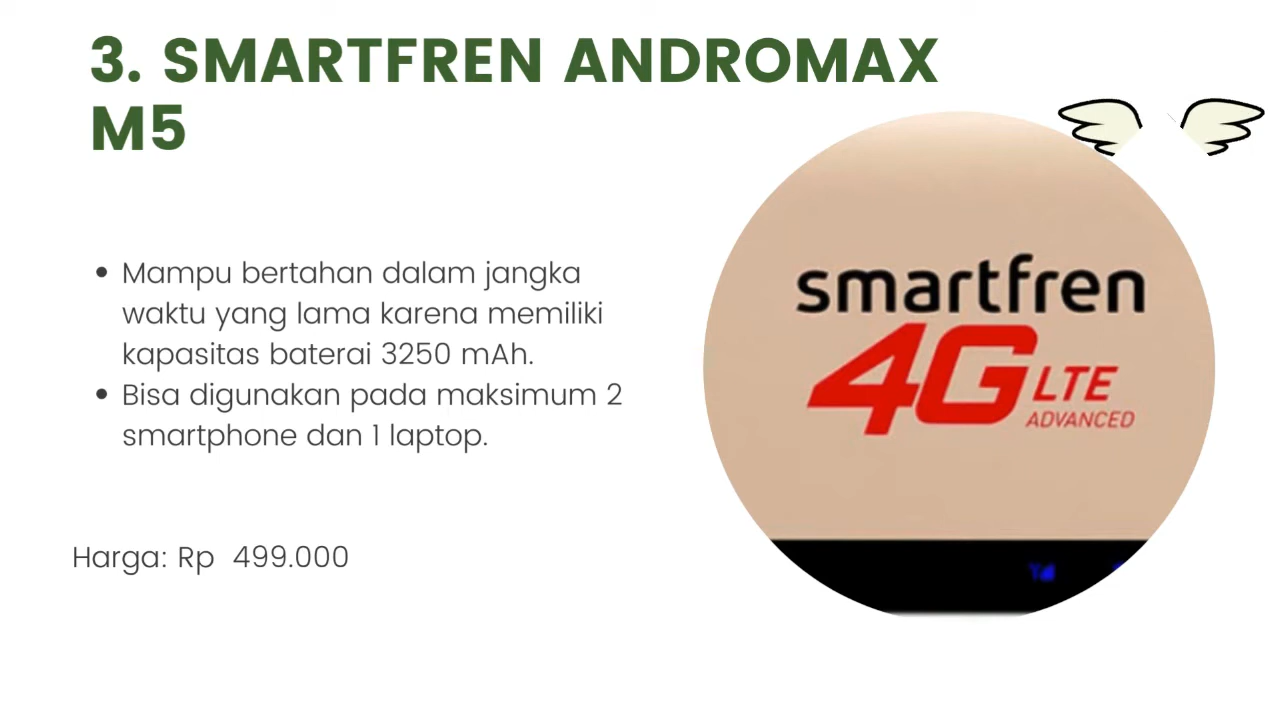 3. SMARTFREN ANDROMAX
M5
• Mampu bertahan dalam jangka
waktu yang lama karena memiliki
kapasitas baterai 3250 mAh.
• Bisa digunakan pada maksimum 2
smartphone dan 1 laptop.
Harga: Rp 499.000
smartfren
4G LTE
ADVANCED